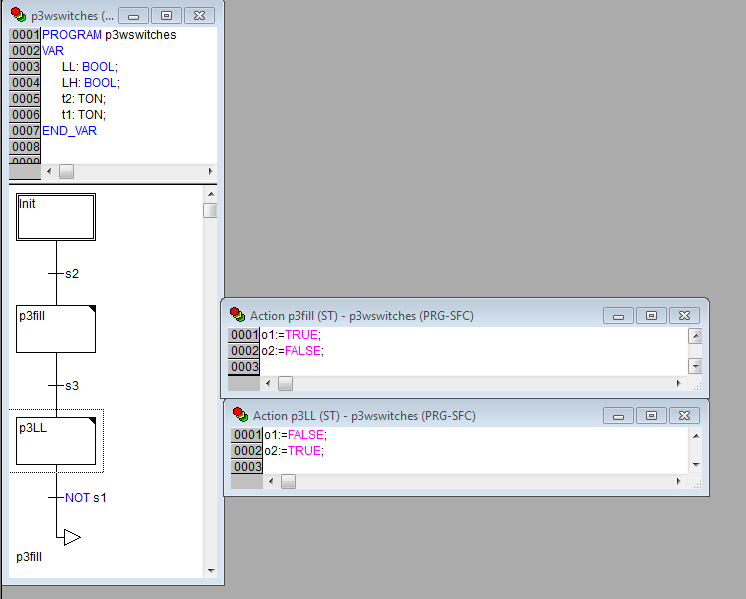 p3wswitches (...
0001 PROGRAM p3wswitches
0002 VAR
0003 LL: BOOL;
0004 LH: BOOL;
0005 t2: TON;
0006 t1: TON;
0007 END_VAR
0008
0009
Init
s2
p3fill
s3
p3LL
NOT s1
p3fill
Action p3fill (ST) - p3wswitches (PRG-SFC)
0001 o1:=TRUE;
0002 o2:=FALSE;
0003
Action p3LL (ST) - p3wswitches (PRG-SFC)
0001 o1:=FALSE;
0002 o2:=TRUE;
0003